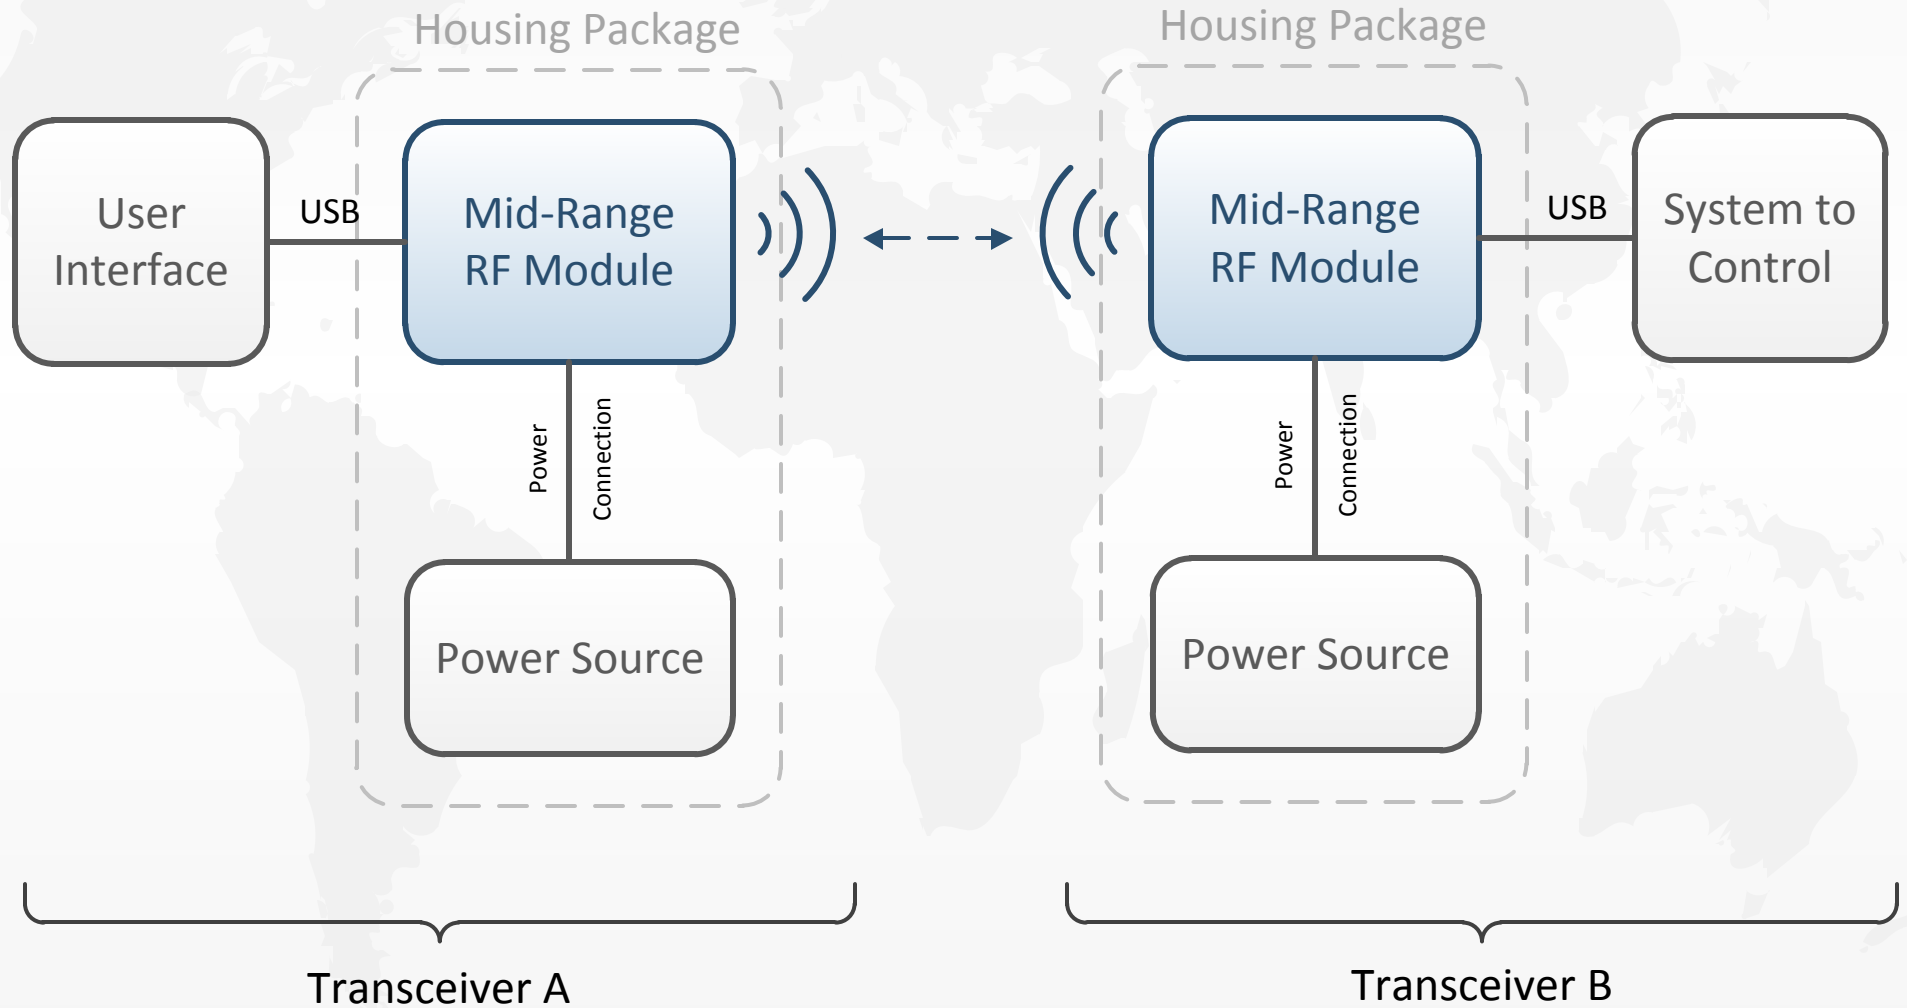 Housing Package
Housing Package
User
Interface
USB
Mid-Range
RF Module
Mid-Range
RF Module
USB
System to
Control
Power
Connection
Power
Connection
Power Source
Power Source
Transceiver A
Transceiver B